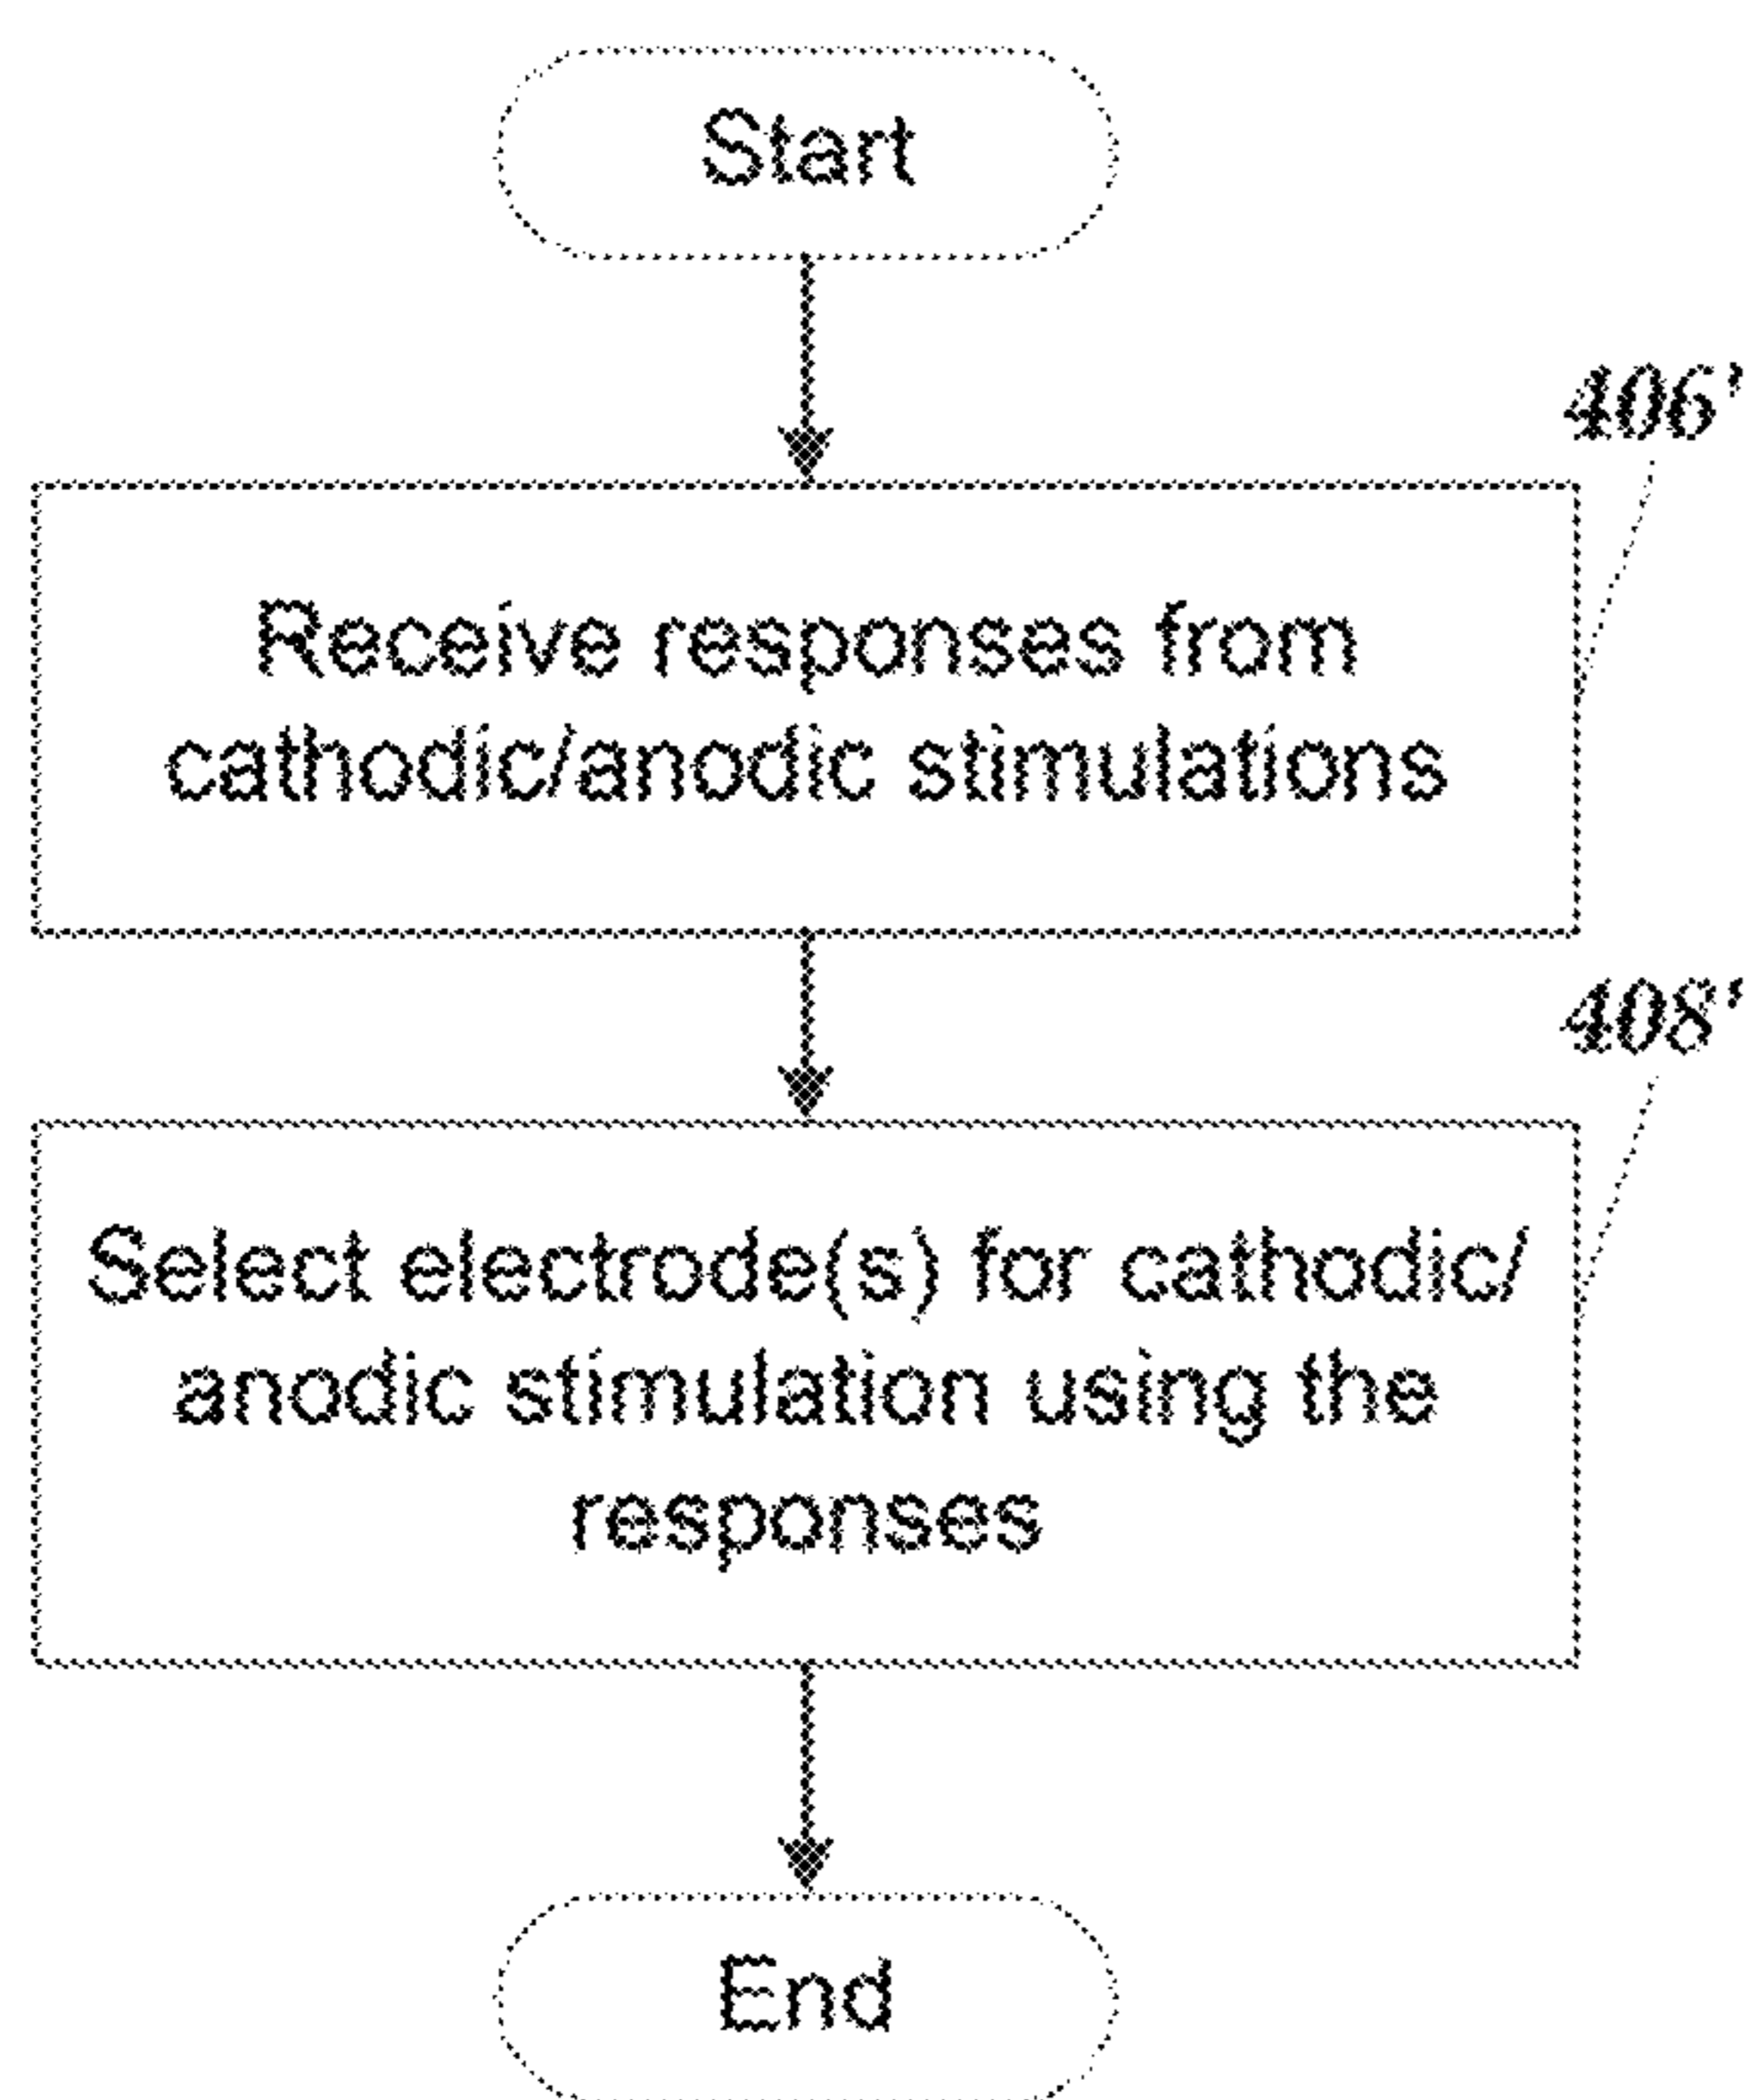 Start
406'
Receive responses from
cathodic/anodic stimulations
408'
Select electrode(s) for cathodic/
anodic stimulation using the
responses
End